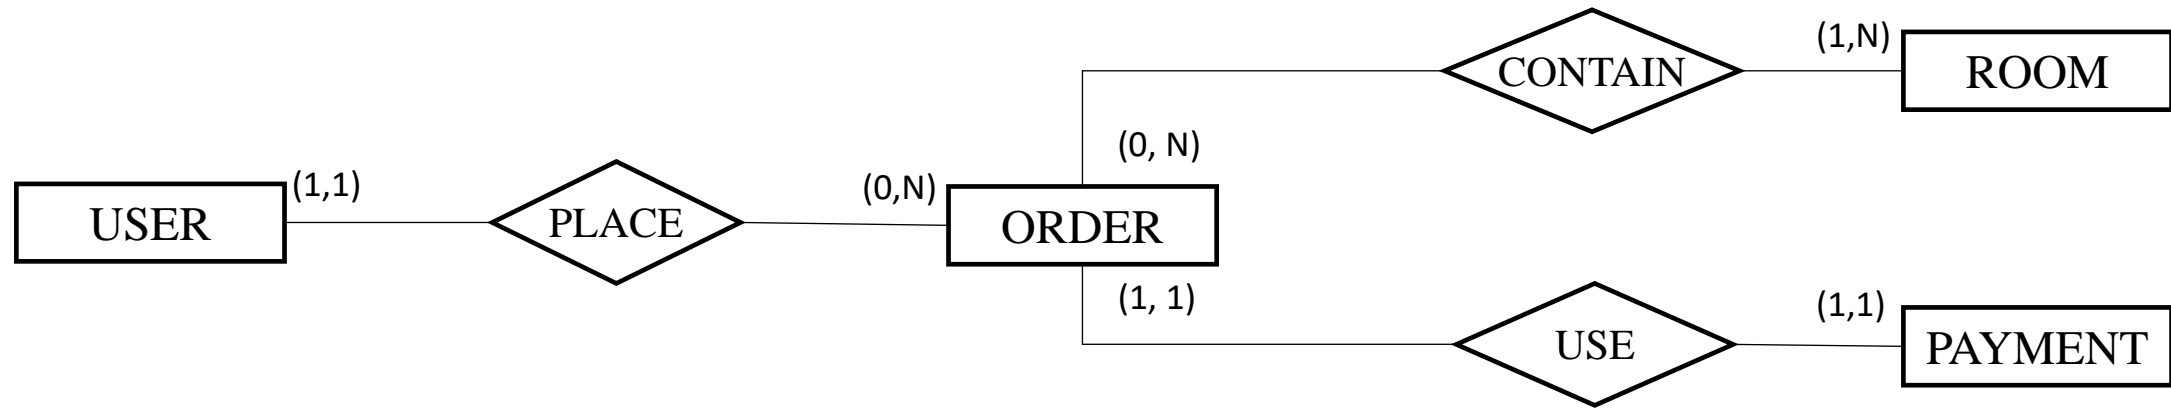 (1,N)
CONTAIN
ROOM
(0, N)
(1,1)
(0,N)
USER
PLACE
ORDER
(1, 1)
(1,1)
USE
PAYMENT